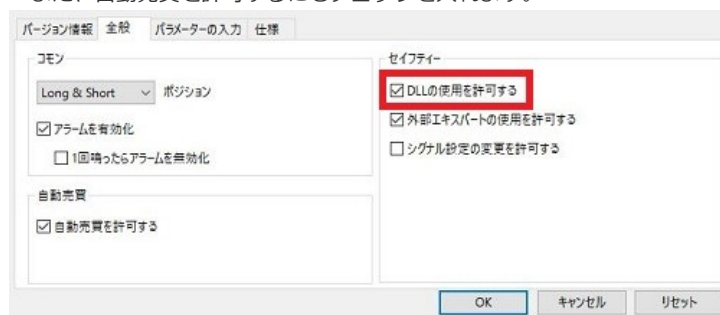 バージョン情報 全般 パラメーターの入力 仕様
コモン
Long & Short ポジション
アラームを有効化
1回鳴ったらアラームを無効化
自動売買
自動売買を許可する
セイフティー
DLLの使用を許可する
外部エキスパートの使用を許可する
シグナル設定の変更を許可する
OK キャンセル リセット